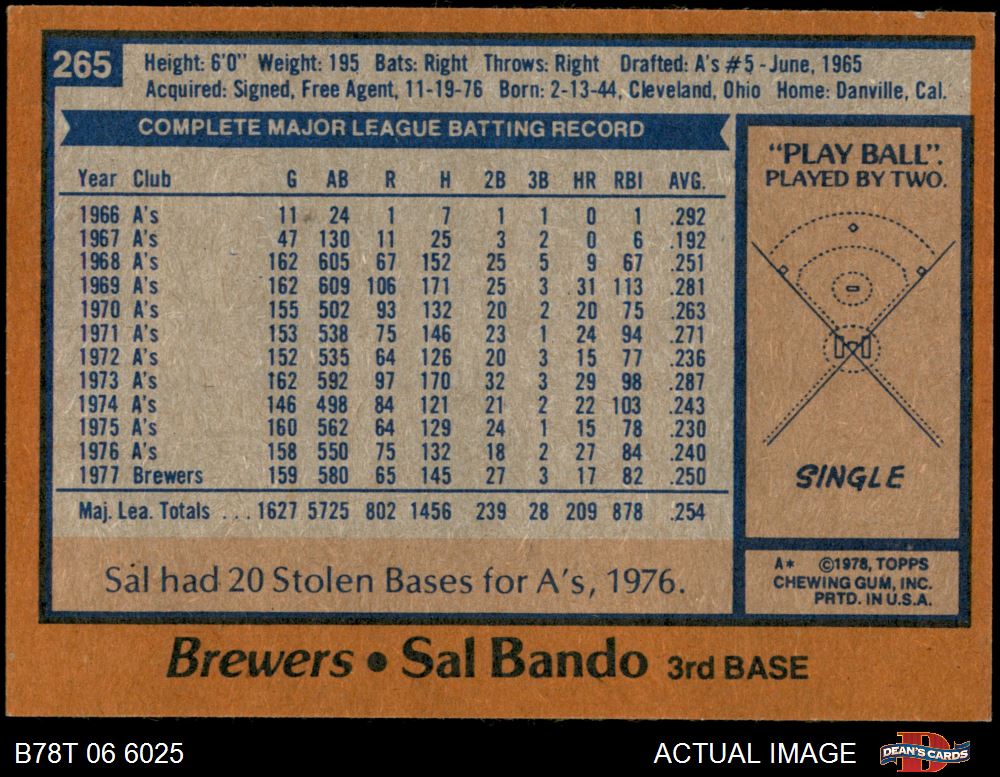 265
Height: 6'0" Weight: 195 Bats: Right Throws: Right Drafted: A's #5 - June, 1965
Acquired: Signed, Free Agent, 11-19-76 Born: 2-13-44, Cleveland, Ohio Home: Danville, Cal.
COMPLETE MAJOR LEAGUE BATTING RECORD
Year Club G AB R H 2B 3B HR RBI AVG.
1966 A's 11 24 1 7 1 1 0 1 .292
1967 A's 47 130 11 25 3 2 0 6 .192
1968 A's 162 605 67 152 25 5 9 67 .251
1969 A's 162 609 106 171 25 3 31 113 .281
1970 A's 155 502 93 132 20 2 20 75 .263
1971 A's 153 538 75 146 23 1 24 94 .271
1972 A's 152 535 64 126 20 3 15 77 .236
1973 A's 162 592 97 170 32 3 29 98 .287
1974 A's 146 498 84 121 21 2 22 103 .243
1975 A's 160 562 64 129 24 1 15 78 .230
1976 A's 158 550 75 132 18 2 27 84 .240
1977 Brewers 159 580 65 145 27 3 17 82 .250
Maj. Lea. Totals ... 1627 5725 802 1456 239 28 209 878 .254
Sal had 20 Stolen Bases for A's, 1976.
"PLAY BALL".
PLAYED BY TWO.
SINGLE
A* ©1978, TOPPS
CHEWING GUM, INC.
PRTD. IN U.S.A.
Brewers • Sal Bando 3rd BASE
B78T 06 6025
ACTUAL IMAGE
D
DEAN'S CARDS